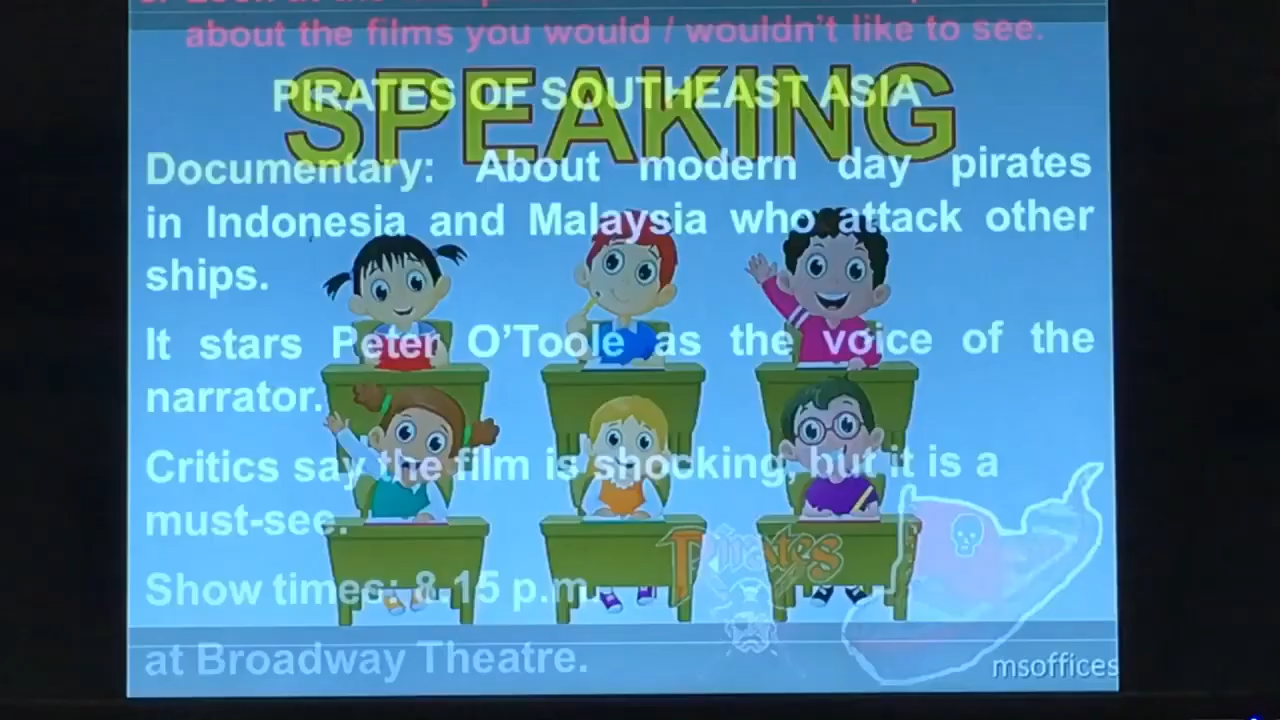 about the films you would / wouldn't like to see.
SPEAKING
PIRATES OF SOUTHEAST ASIA
Documentary: About modern day pirates
in Indonesia and Malaysia who attack other
ships.
It stars Peter O'Toole as the voice of the
narrator.
Critics say the film is shocking, but it is a
must-see.
Show times: 8.15 p.m.
at Broadway Theatre.
Pirates
msoffices